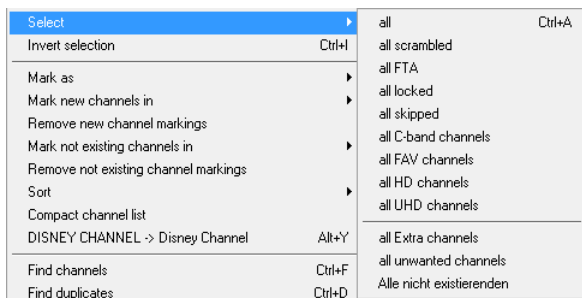 Select
Invert selection Ctrl+I
Mark as
Mark new channels in
Remove new channel markings
Mark not existing channels in
Remove not existing channel markings
Sort
Compact channel list
DISNEY CHANNEL -> Disney Channel Alt+Y
Find channels Ctrl+F
Find duplicates Ctrl+D
all Ctrl+A
all scrambled
all FTA
all locked
all skipped
all C-band channels
all FAV channels
all HD channels
all UHD channels
all Extra channels
all unwanted channels
Alle nicht existierenden